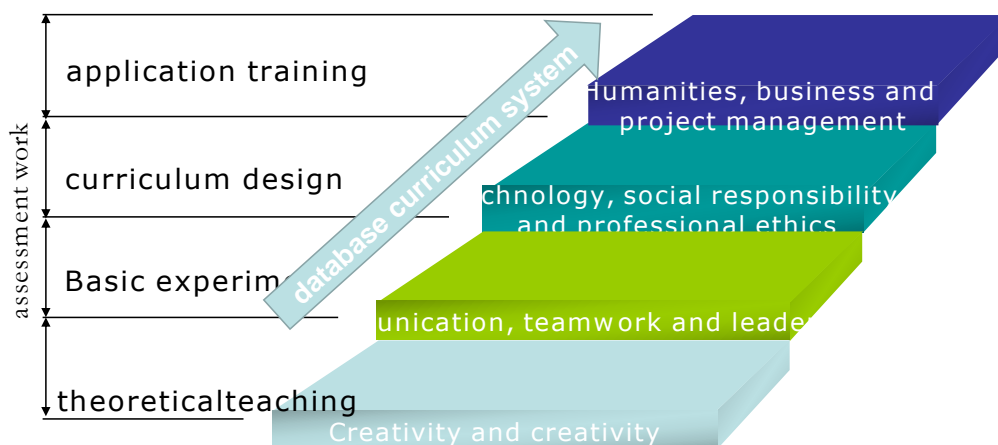 application training
curriculum design
Basic experime
theoreticalteaching
assessment work
database curriculum system
Humanities, business and
project management
chnology, social responsibility
and professional ethics
unication, teamwork and leade
Creativity and creativity